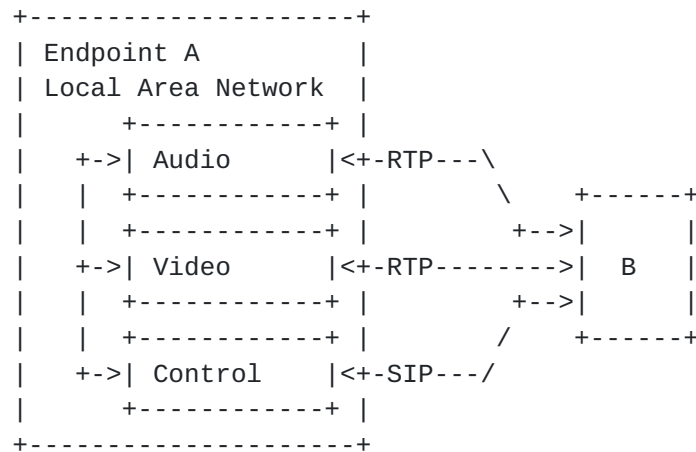 +---------------------+
| Endpoint A          |
| Local Area Network  |
|      +------------+ |
|   +->| Audio      |<+-RTP---\
|   |  +------------+ |        \    +------+
|   |  +------------+ |         +-->|      |
|   +->| Video      |<+-RTP-------->|  B   |
|   |  +------------+ |         +-->|      |
|   |  +------------+ |        /    +------+
|   +->| Control    |<+-SIP---/
|      +------------+ |
+---------------------+